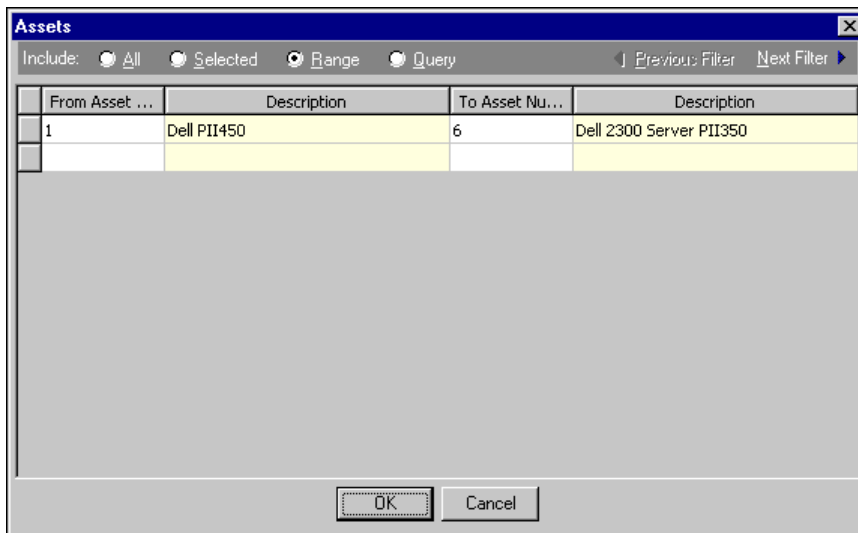 Assets
Include: All Selected Range Query Previous Filter Next Filter
From Asset ... Description To Asset Nu... Description
1 Dell PII450 6 Dell 2300 Server PII350
OK Cancel